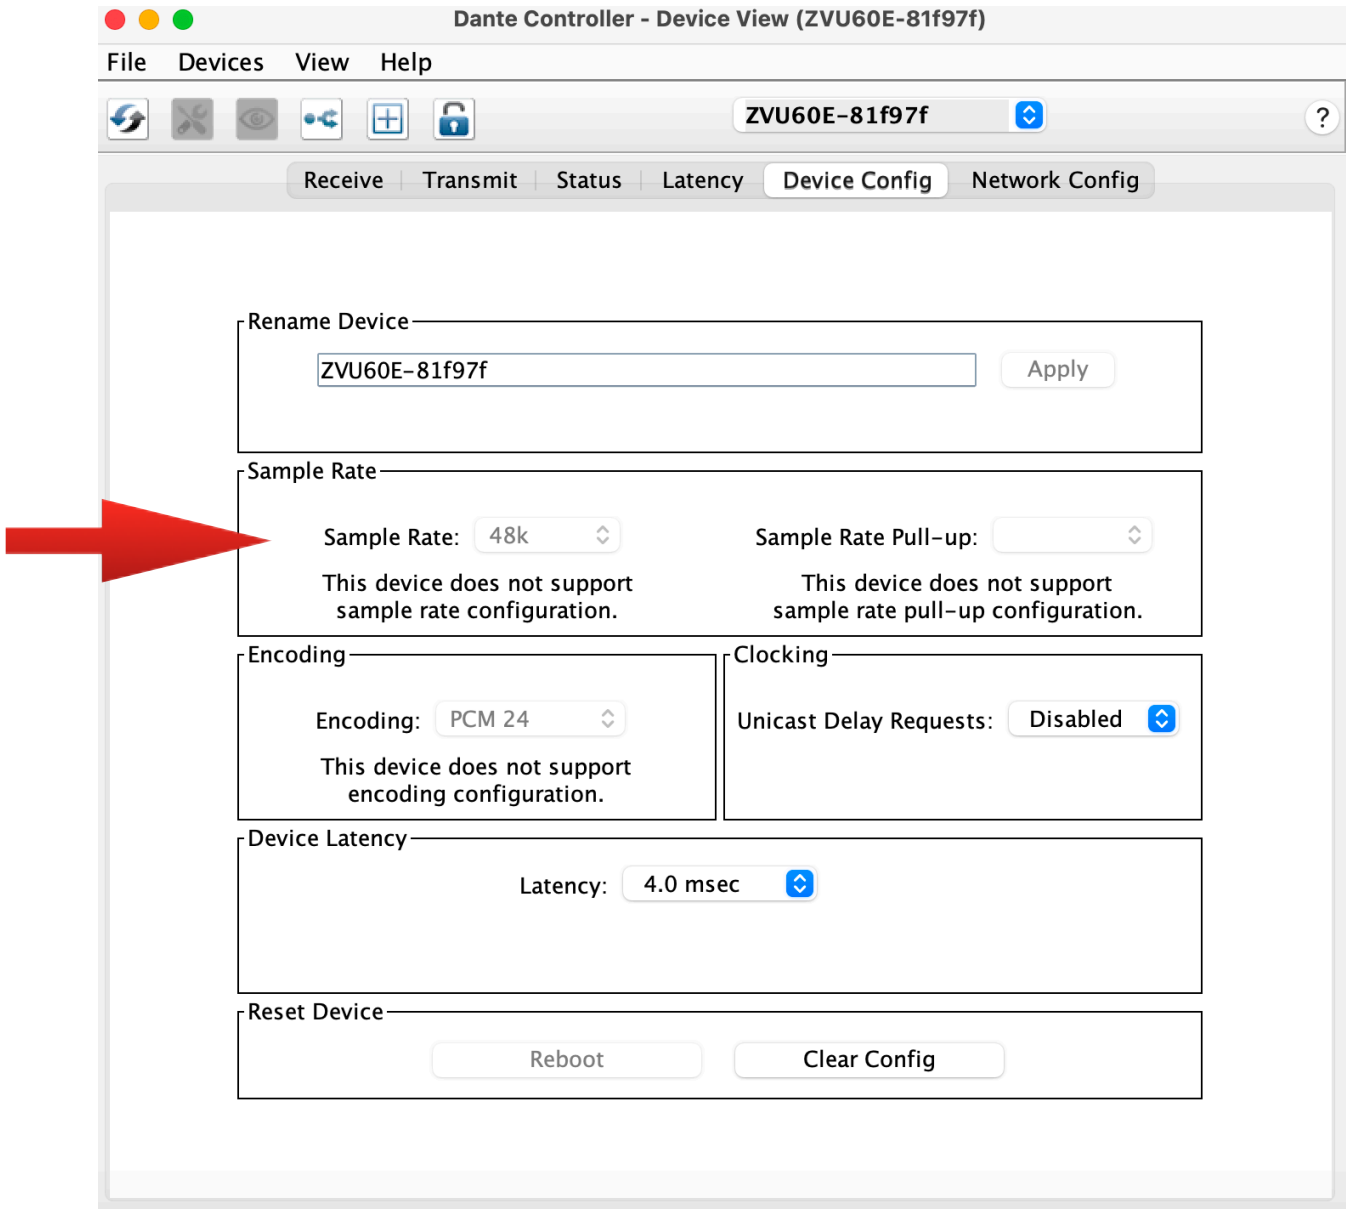 Dante Controller - Device View (ZVU60E-81f97f)
File Devices View Help
ZVU60E-81f97f
?
Receive Transmit Status Latency Device Config Network Config
Rename Device
ZVU60E-81f97f Apply
Sample Rate
Sample Rate: 48k Sample Rate Pull-up:
This device does not support This device does not support
sample rate configuration. sample rate pull-up configuration.
Encoding Clocking
Encoding: PCM 24 Unicast Delay Requests: Disabled
This device does not support
encoding configuration.
Device Latency
Latency: 4.0 msec
Reset Device
Reboot Clear Config